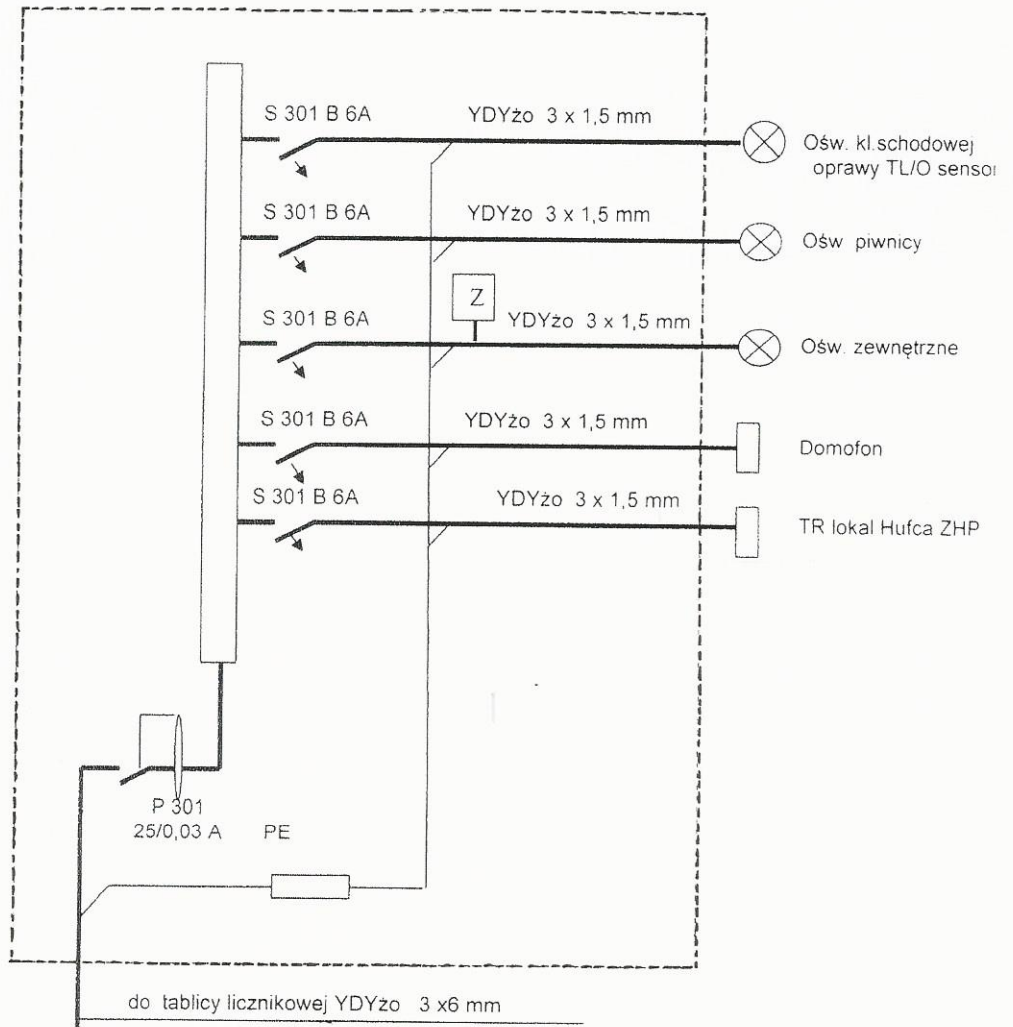 S 301 B 6A YDYżo 3 x 1,5 mm
Ośw. kl.schodowej
oprawy TL/O sensor
S 301 B 6A YDYżo 3 x 1,5 mm
Ośw piwnicy
Z
S 301 B 6A YDYżo 3 x 1,5 mm
Ośw. zewnętrzne
S 301 B 6A YDYżo 3 x 1,5 mm
Domofon
S 301 B 6A YDYżo 3 x 1,5 mm
TR lokal Hufca ZHP
P 301
25/0,03 A PE
do tablicy licznikowej YDYżo 3 x6 mm